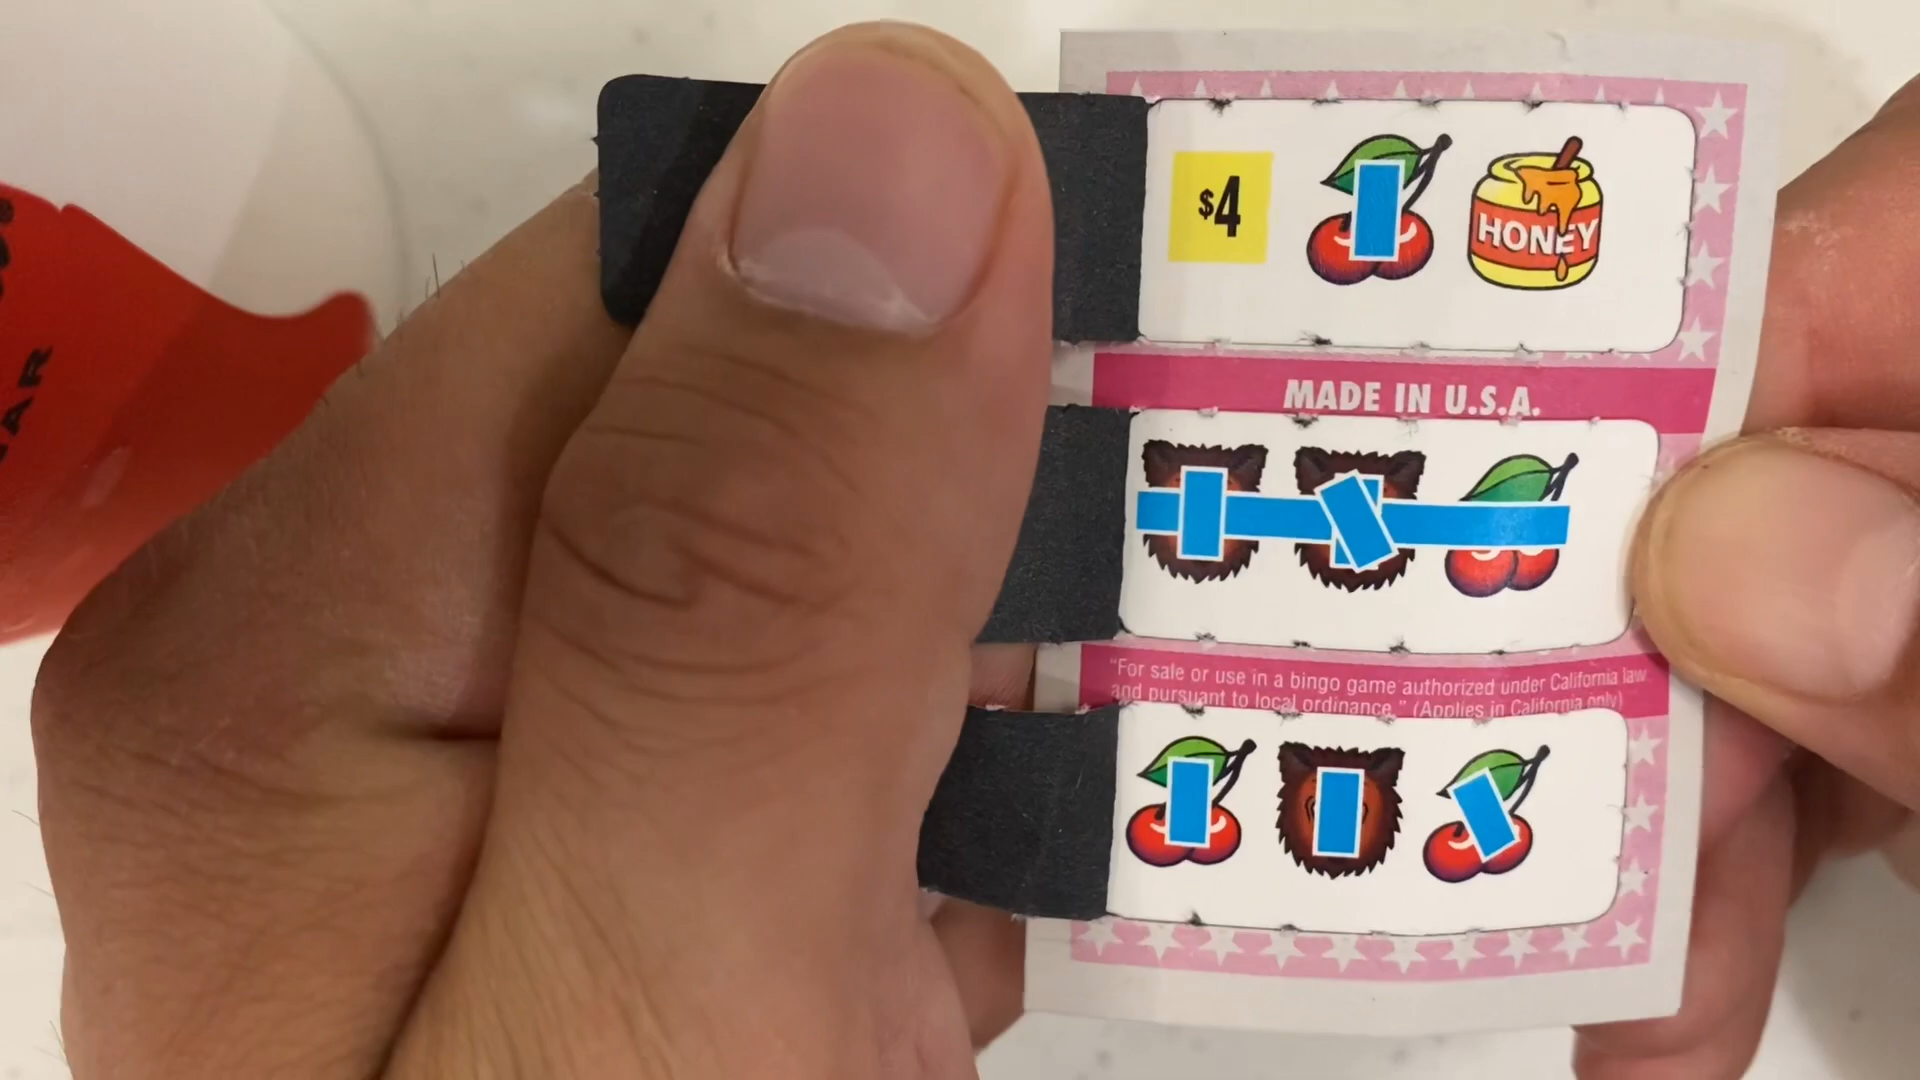 $4
HONEY
MADE IN U.S.A.
"For sale or use in a bingo game authorized under California law
and pursuant to local ordinance." (Applies in California only)
AR